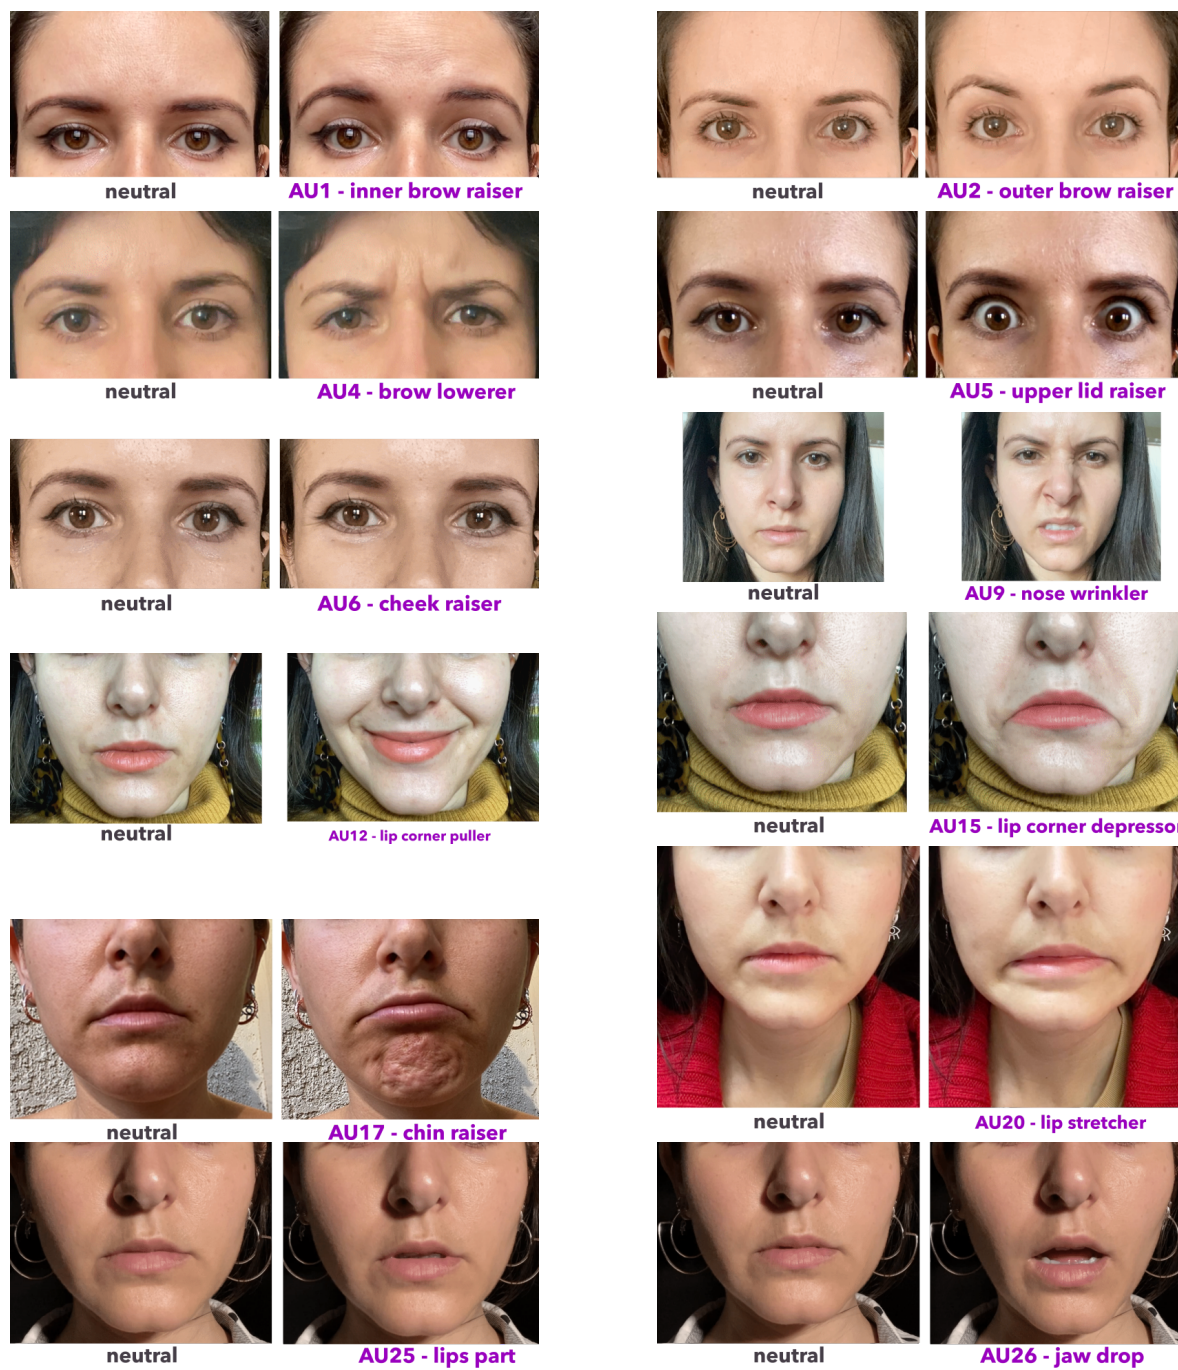 neutral
AU1 - inner brow raiser
neutral
AU2 - outer brow raiser
neutral
AU4 - brow lowerer
neutral
AU5 - upper lid raiser
neutral
AU6 - cheek raiser
neutral
AU9 - nose wrinkler
neutral
AU12 - lip corner puller
neutral
AU15 - lip corner depressor
neutral
AU17 - chin raiser
neutral
AU20 - lip stretcher
neutral
AU25 - lips part
neutral
AU26 - jaw drop